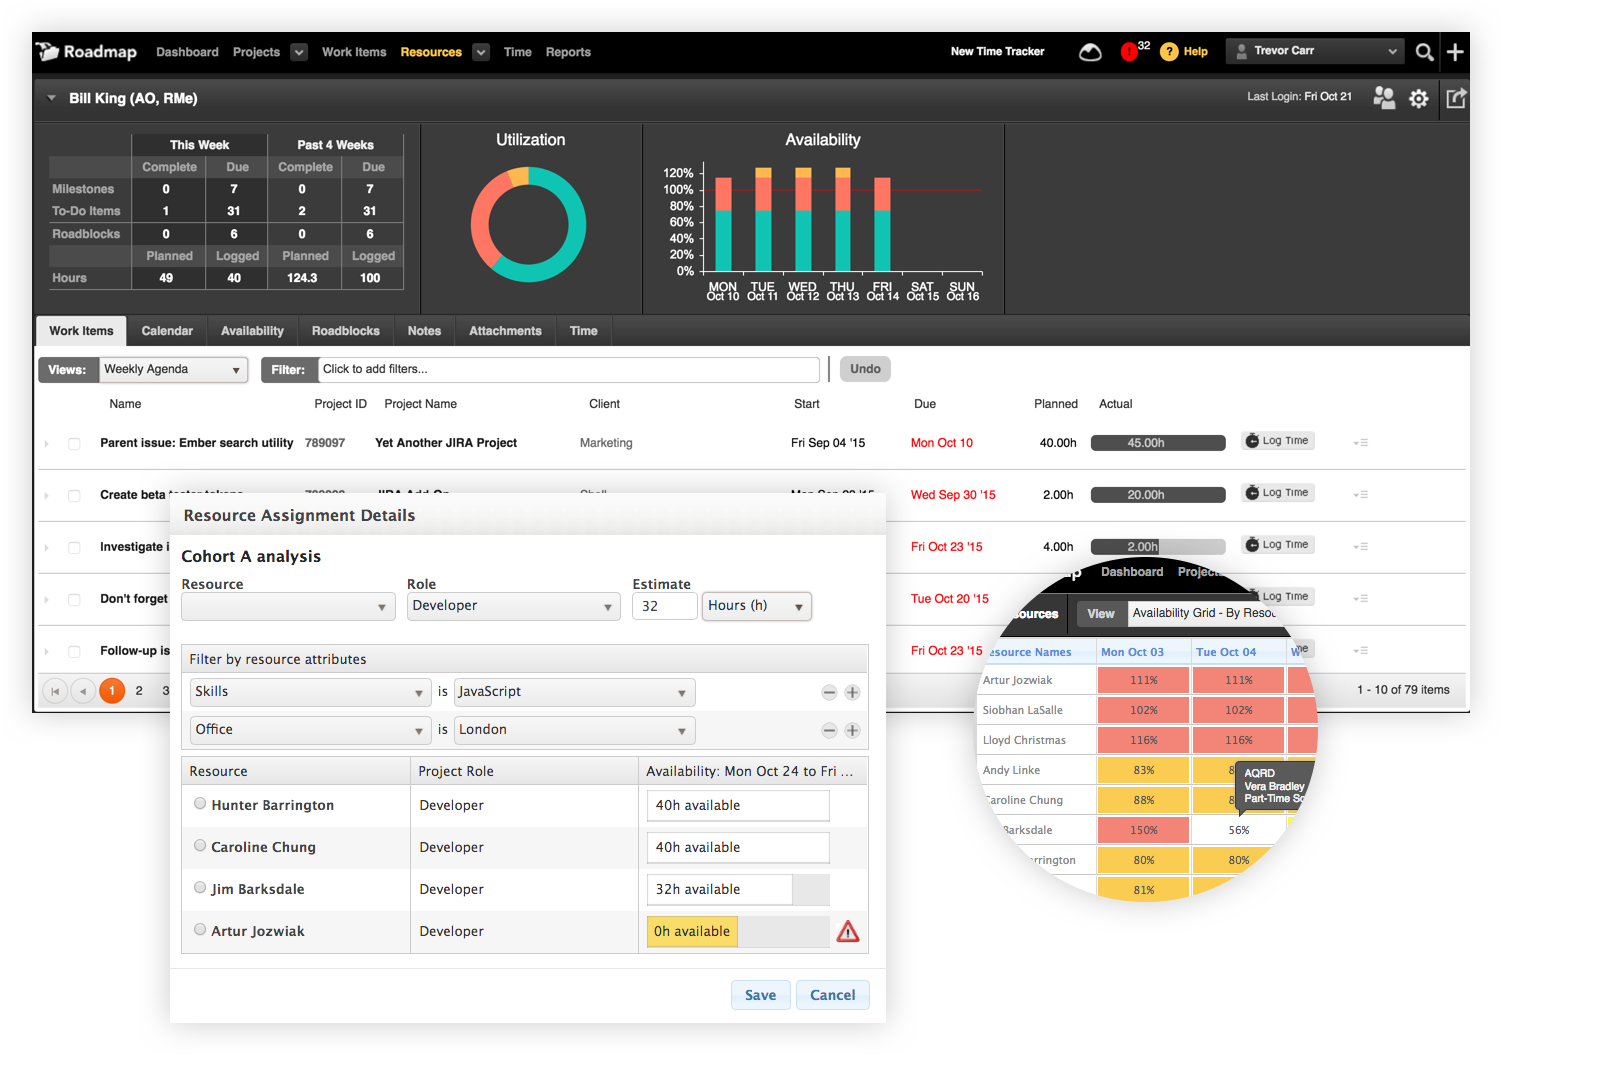 Roadmap Dashboard Projects Work Items Resources Time Reports New Time Tracker ! 32 ? Help Trevor Carr
Bill King (AO, RMe) Last Login: Fri Oct 21
This Week Past 4 Weeks
Complete Due Complete Due
Milestones 0 7 0 7
To-Do Items 1 31 2 31
Roadblocks 0 6 0 6
Planned Logged Planned Logged
Hours 49 40 124.3 100
Utilization
Availability
120%
100%
80%
60%
40%
20%
0%
MON TUE WED THU FRI SAT SUN
Oct 10 Oct 11 Oct 12 Oct 13 Oct 14 Oct 15 Oct 16
Work Items Calendar Availability Roadblocks Notes Attachments Time
Views: Weekly Agenda Filter: Click to add filters... Undo
Name Project ID Project Name Client Start Due Planned Actual
Parent issue: Ember search utility 789097 Yet Another JIRA Project Marketing Fri Sep 04 '15 Mon Oct 10 40.00h 45.00h Log Time
Create beta Wed Sep 30 '15 2.00h 20.00h Log Time
Investigate Fri Oct 23 '15 4.00h 2.00h Log Time
Don't forget Tue Oct 20 '15 Log Time
Follow-up is Fri Oct 23 '15 me
1 2 3 1 - 10 of 79 items
Resource Assignment Details
Cohort A analysis
Resource Role Estimate
Developer 32 Hours (h)
Filter by resource attributes
Skills is JavaScript
Office is London
Resource Project Role Availability: Mon Oct 24 to Fri ...
Hunter Barrington Developer 40h available
Caroline Chung Developer 40h available
Jim Barksdale Developer 32h available
Artur Jozwiak Developer 0h available
Save Cancel
p Dashboard Projects
ources View Availability Grid - By Resou
esource Names Mon Oct 03 Tue Oct 04 W
Artur Jozwiak 111% 111%
Siobhan LaSalle 102% 102%
Lloyd Christmas 116% 116%
Andy Linke 83% 8
Caroline Chung 88% 8
AQRD
Vera Bradley
Part-Time So
Barksdale 150% 56%
rrington 80% 80%
81%